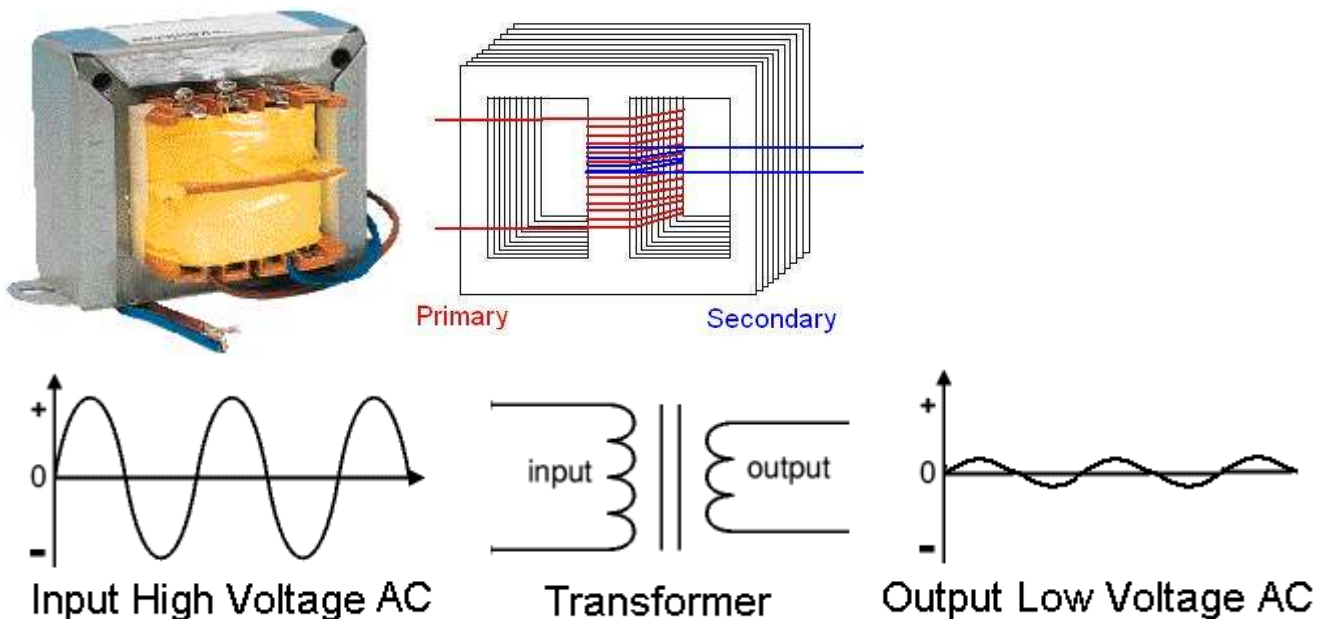 Primary
Secondary
+
0
-
input
output
+
0
-
Input High Voltage AC
Transformer
Output Low Voltage AC